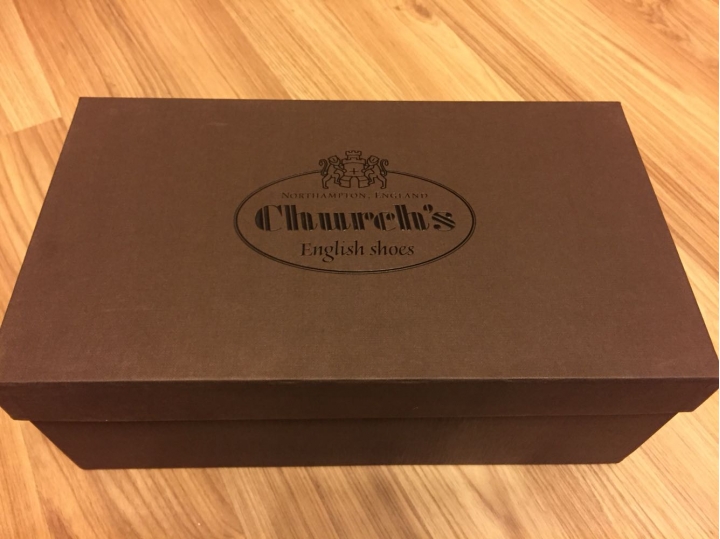 Northampton, England
Church's
English shoes